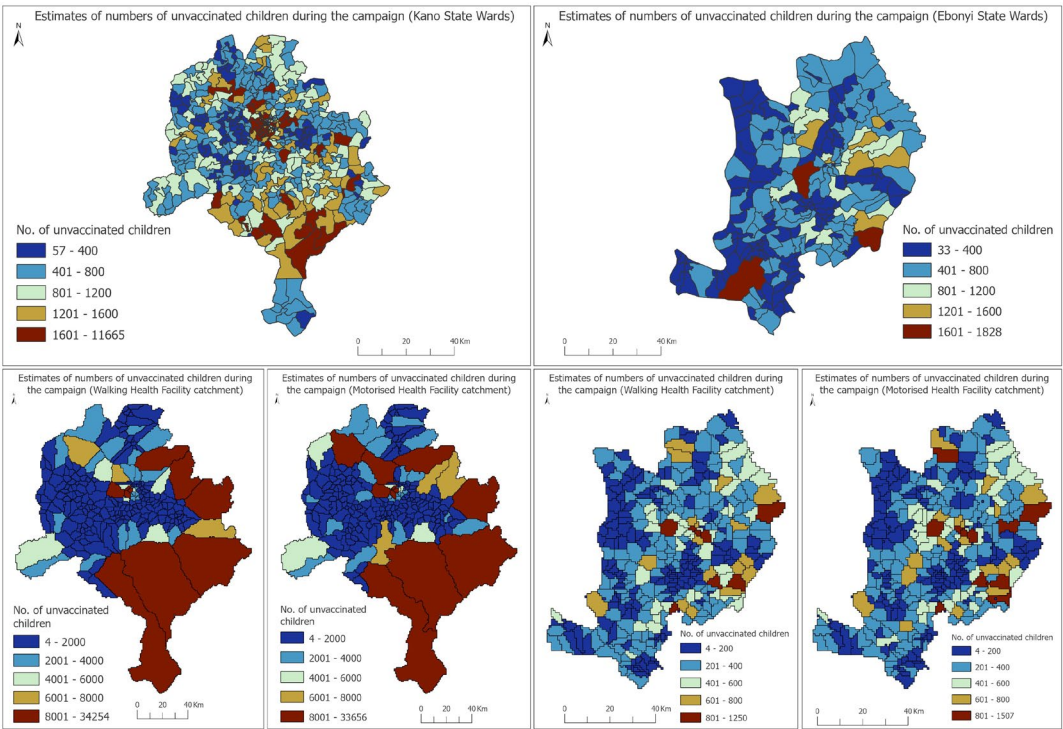 Estimates of numbers of unvaccinated children during the campaign (Kano State Wards)
N
No. of unvaccinated children
57 - 400
401 - 800
801 - 1200
1201 - 1600
1601 - 11665
0 20 40 Km
Estimates of numbers of unvaccinated children during the campaign (Ebonyi State Wards)
N
No. of unvaccinated children
33 - 400
401 - 800
801 - 1200
1201 - 1600
1601 - 1828
0 20 40 Km
Estimates of numbers of unvaccinated children during
the campaign (Walking Health Facility catchment)
No. of unvaccinated
children
4 - 2000
2001 - 4000
4001 - 6000
6001 - 8000
8001 - 34254
0 20 40 Km
Estimates of numbers of unvaccinated children during
the campaign (Motorised Health Facility catchment)
No. of unvaccinated
children
4 - 2000
2001 - 4000
4001 - 6000
6001 - 8000
8001 - 33656
0 20 40 Km
Estimates of numbers of unvaccinated children during
the campaign (Walking Health Facility catchment)
No. of unvaccinated children
4 - 200
201 - 400
401 - 600
601 - 800
801 - 1250
0 20 40 Km
Estimates of numbers of unvaccinated children during
the campaign (Motorised Health Facility catchment)
No. of unvaccinated children
4 - 200
201 - 400
401 - 600
601 - 800
801 - 1507
0 20 40 Km